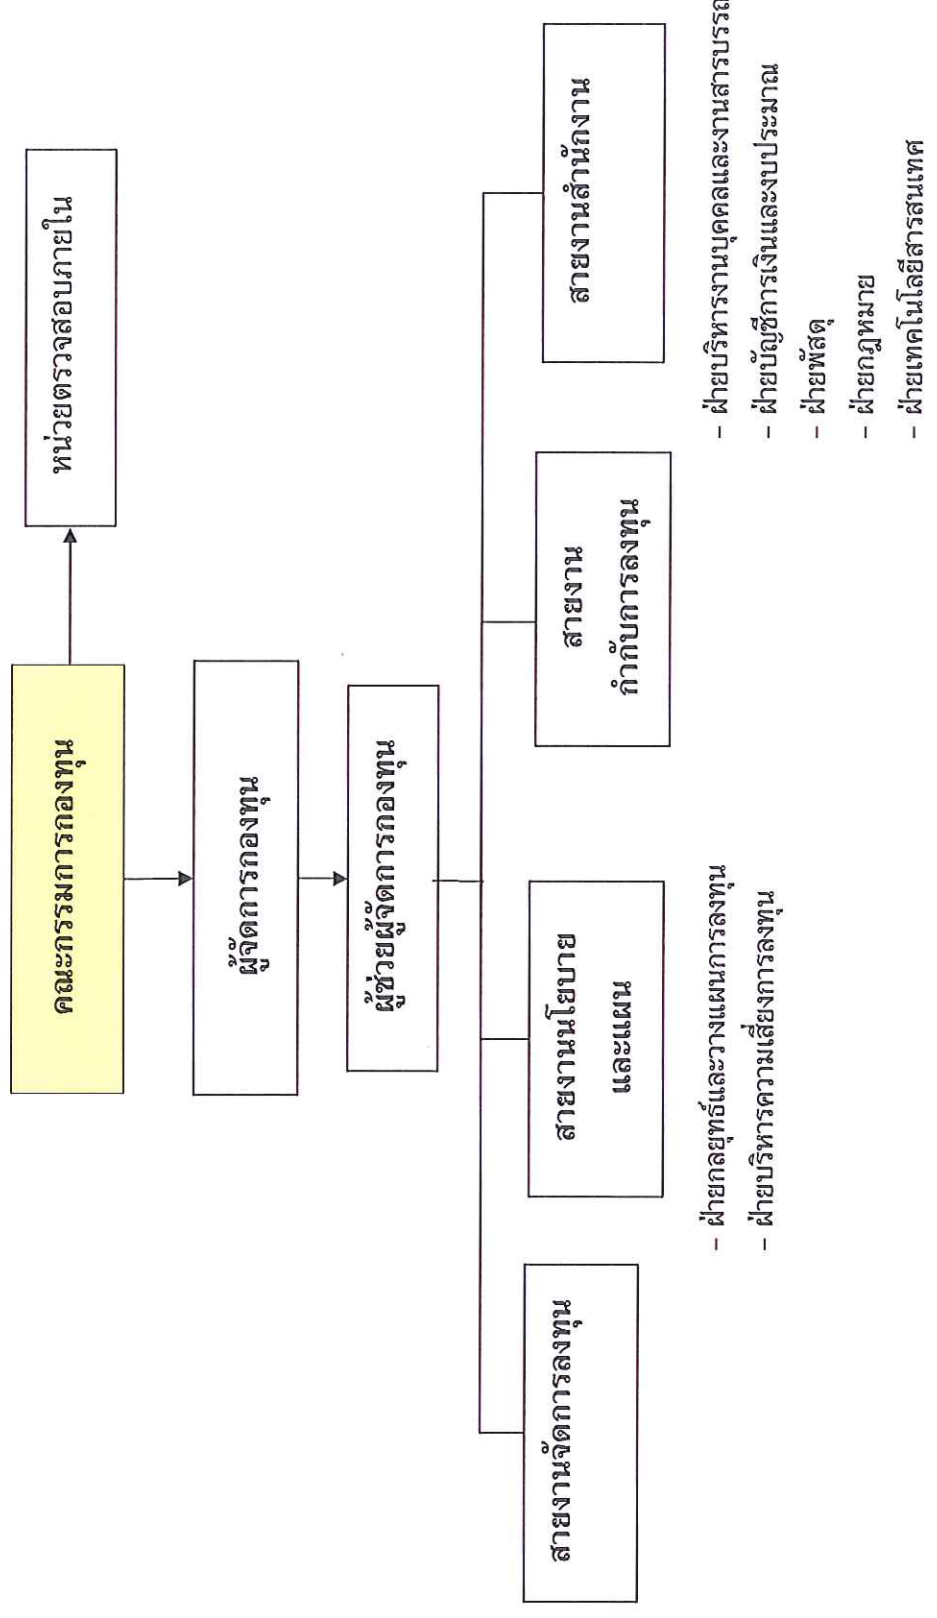 คณะกรรมการกองทุน
หน่วยตรวจสอบภายใน
ผู้จัดการกองทุน
ผู้ช่วยผู้จัดการกองทุน
สายงานจัดการลงทุน
สายงานนโยบาย
และแผน
– ฝ่ายกลยุทธ์และวางแผนการลงทุน
– ฝ่ายบริหารความเสี่ยงการลงทุน
สายงาน
กำกับการลงทุน
สายงานสำนักงาน
– ฝ่ายบริหารงานบุคคลและงานสารบรรณ
– ฝ่ายบัญชีการเงินและงบประมาณ
– ฝ่ายพัสดุ
– ฝ่ายกฎหมาย
– ฝ่ายเทคโนโลยีสารสนเทศ